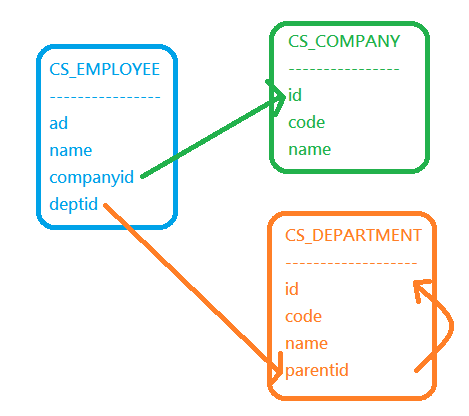 CS_EMPLOYEE
-----------------
ad
name
companyid
deptid
CS_COMPANY
-----------------
id
code
name
CS_DEPARTMENT
--------------------
id
code
name
parentid